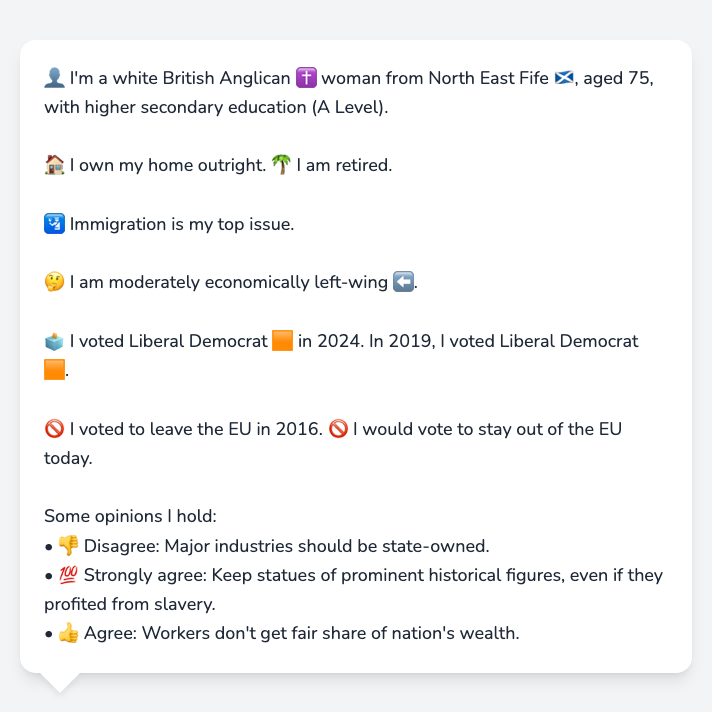 👤 I'm a white British Anglican ✝️ woman from North East Fife 🏴󠁧󠁢󠁳󠁣󠁴󠁿, aged 75,
with higher secondary education (A Level).
🏠 I own my home outright. 🌴 I am retired.
🛂 Immigration is my top issue.
🤔 I am moderately economically left-wing ⬅️.
🗳️ I voted Liberal Democrat 🟧 in 2024. In 2019, I voted Liberal Democrat
🟧.
🚫 I voted to leave the EU in 2016. 🚫 I would vote to stay out of the EU
today.
Some opinions I hold:
• 👎 Disagree: Major industries should be state-owned.
• 💯 Strongly agree: Keep statues of prominent historical figures, even if they
profited from slavery.
• 👍 Agree: Workers don't get fair share of nation's wealth.